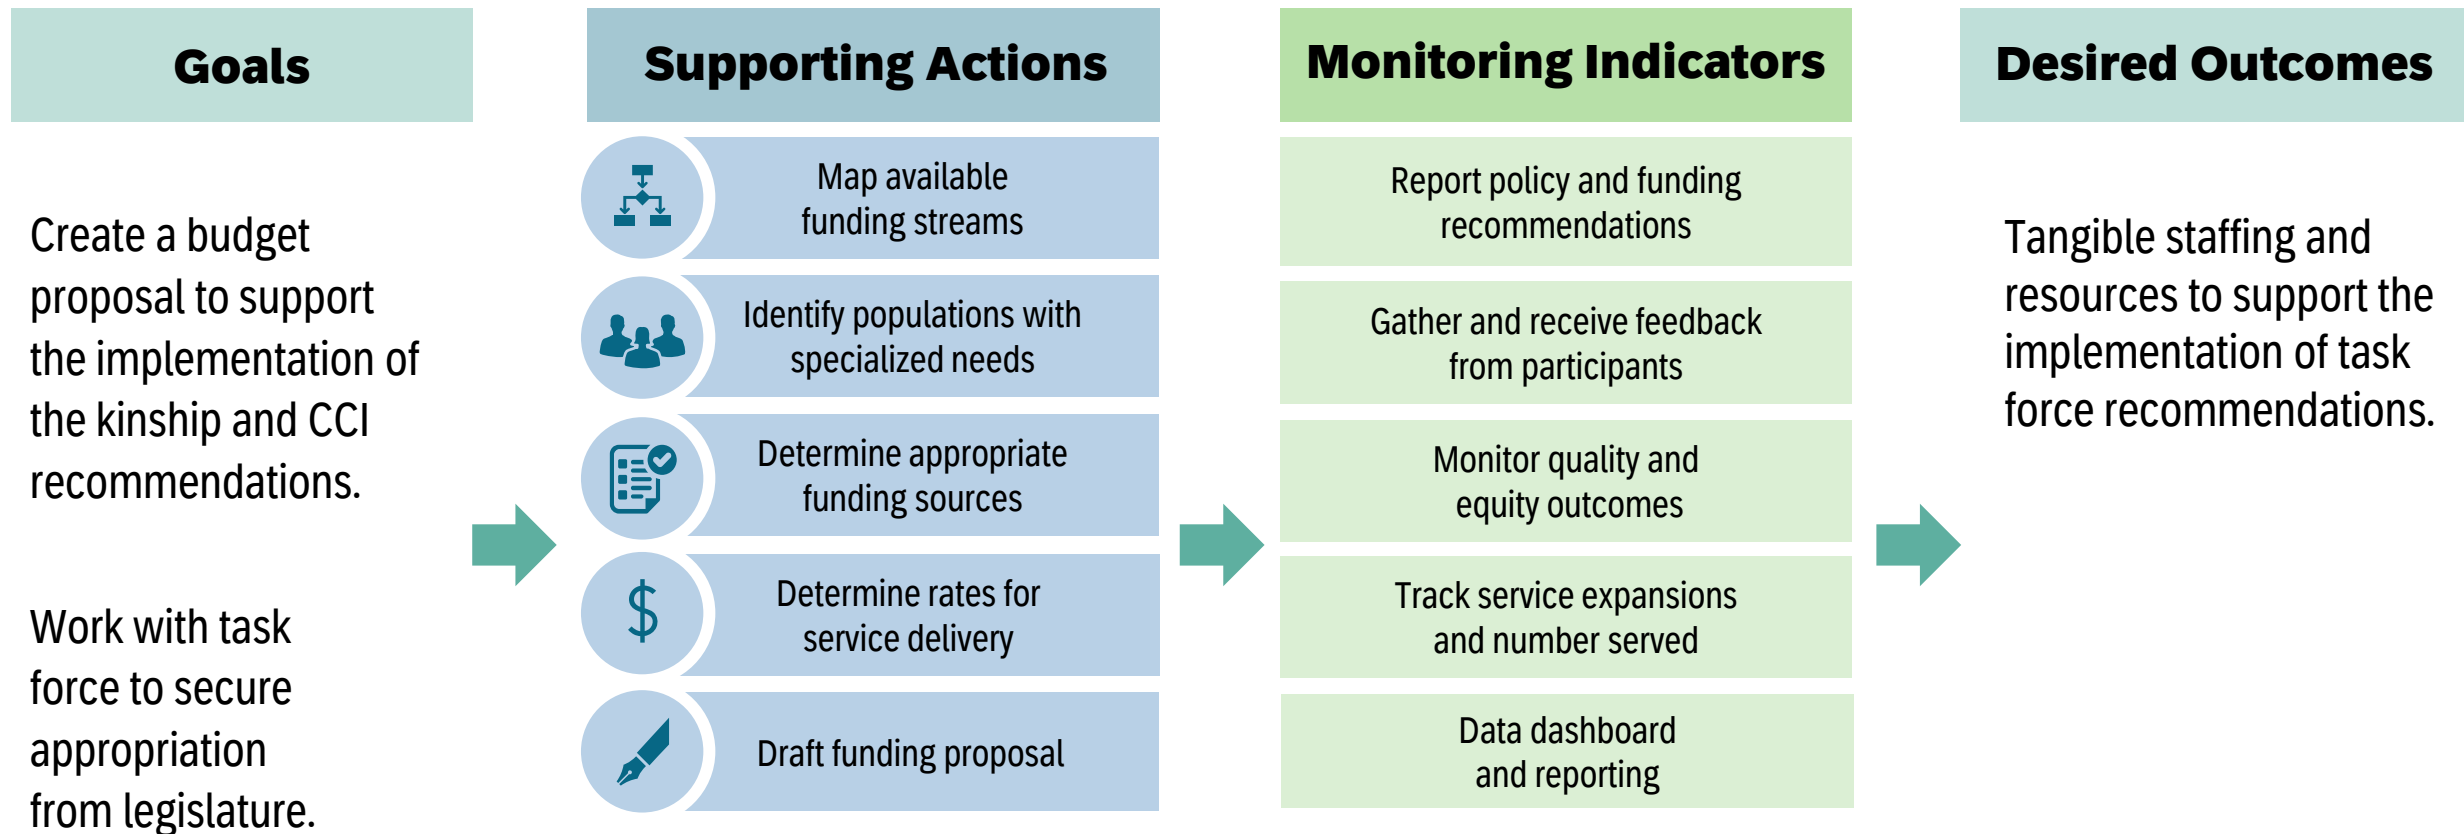 Goals
Create a budget
proposal to support
the implementation of
the kinship and CCI
recommendations.
Work with task
force to secure
appropriation
from legislature.
Supporting Actions
Map available
funding streams
Identify populations with
specialized needs
Determine appropriate
funding sources
$
Determine rates for
service delivery
Draft funding proposal
Monitoring Indicators
Report policy and funding
recommendations
Gather and receive feedback
from participants
Monitor quality and
equity outcomes
Track service expansions
and number served
Data dashboard
and reporting
Desired Outcomes
Tangible staffing and
resources to support the
implementation of task
force recommendations.